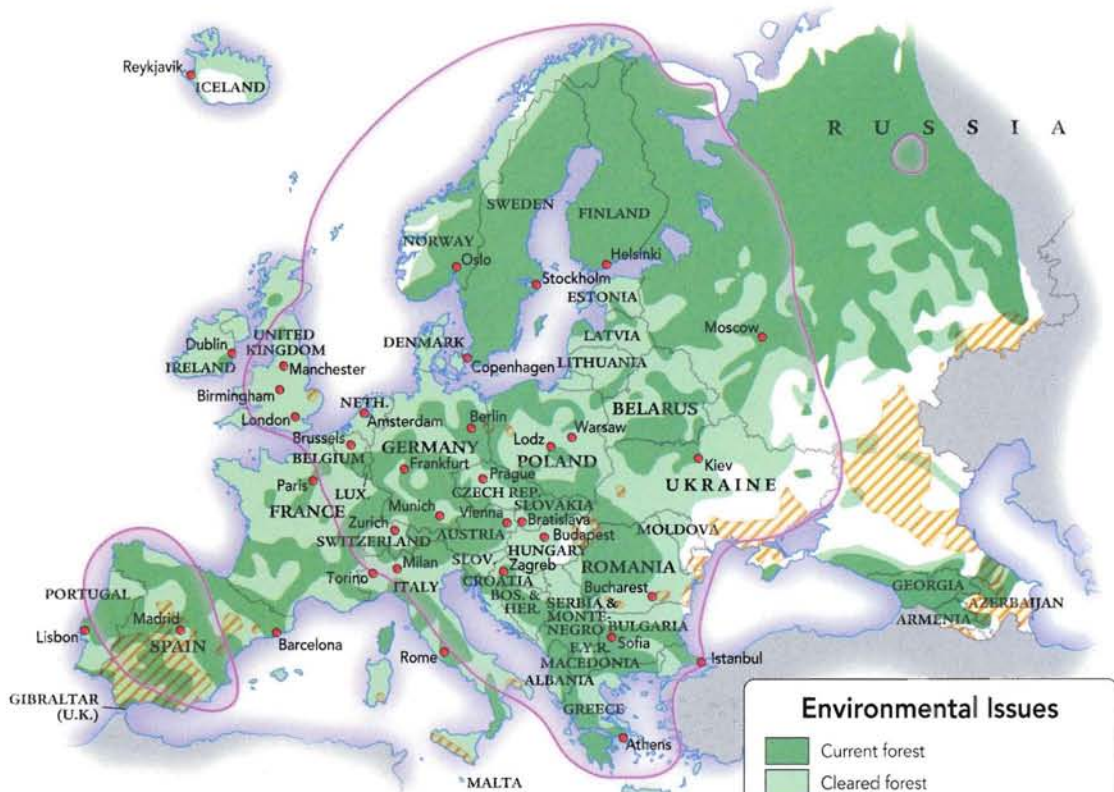 Reykjavik
ICELAND
R U S S I A
SWEDEN
FINLAND
NORWAY
Oslo
Helsinki
Stockholm
ESTONIA
Moscow
LATVIA
UNITED
KINGDOM
Dublin
IRELAND
Manchester
DENMARK
Copenhagen
LITHUANIA
Birmingham
NETH.
London
Amsterdam
Berlin
BELARUS
Warsaw
Brussels
BELGIUM
GERMANY
Lodz
POLAND
Frankfurt
Kiev
Prague
UKRAINE
Paris
LUX.
CZECH REP.
SLOVAKIA
FRANCE
Munich
Vienna
Bratislava
MOLDOVA
Zurich
AUSTRIA
Budapest
SWITZERLAND
HUNGARY
SLOV.
Zagreb
ROMANIA
Milan
Torino
ITALY
CROATIA
BOS. &
HER.
Bucharest
GEORGIA
PORTUGAL
SERBIA &
MONTE-
NEGRO
AZERBAIJAN
ARMENIA
BULGARIA
Madrid
Lisbon
SPAIN
Barcelona
Rome
Sofia
F.Y.R.
MACEDONIA
Istanbul
ALBANIA
GIBRALTAR
(U.K.)
GREECE
Athens
MALTA
Environmental Issues
Current forest
Cleared forest